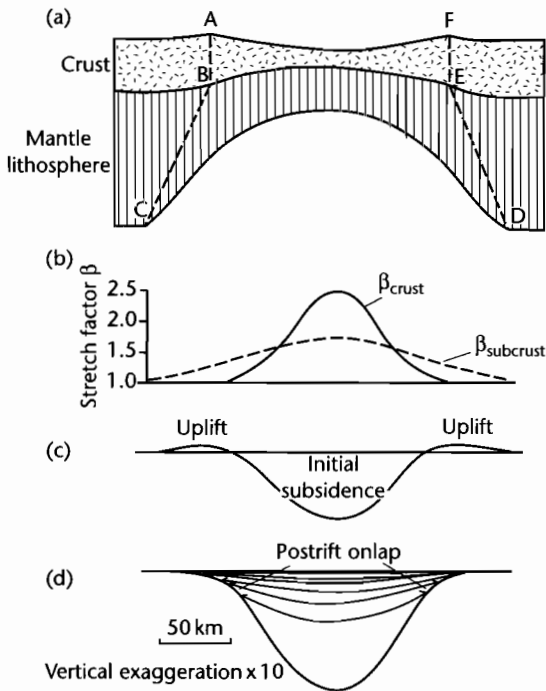 (a)
A
F
Crust
B
E
Mantle
lithosphere
C
D
(b)
Stretch factor β
2.5
2.0
1.5
1.0
βcrust
βsubcrust
(c)
Uplift
Uplift
Initial
subsidence
(d)
Postrift onlap
50 km
Vertical exaggeration x 10